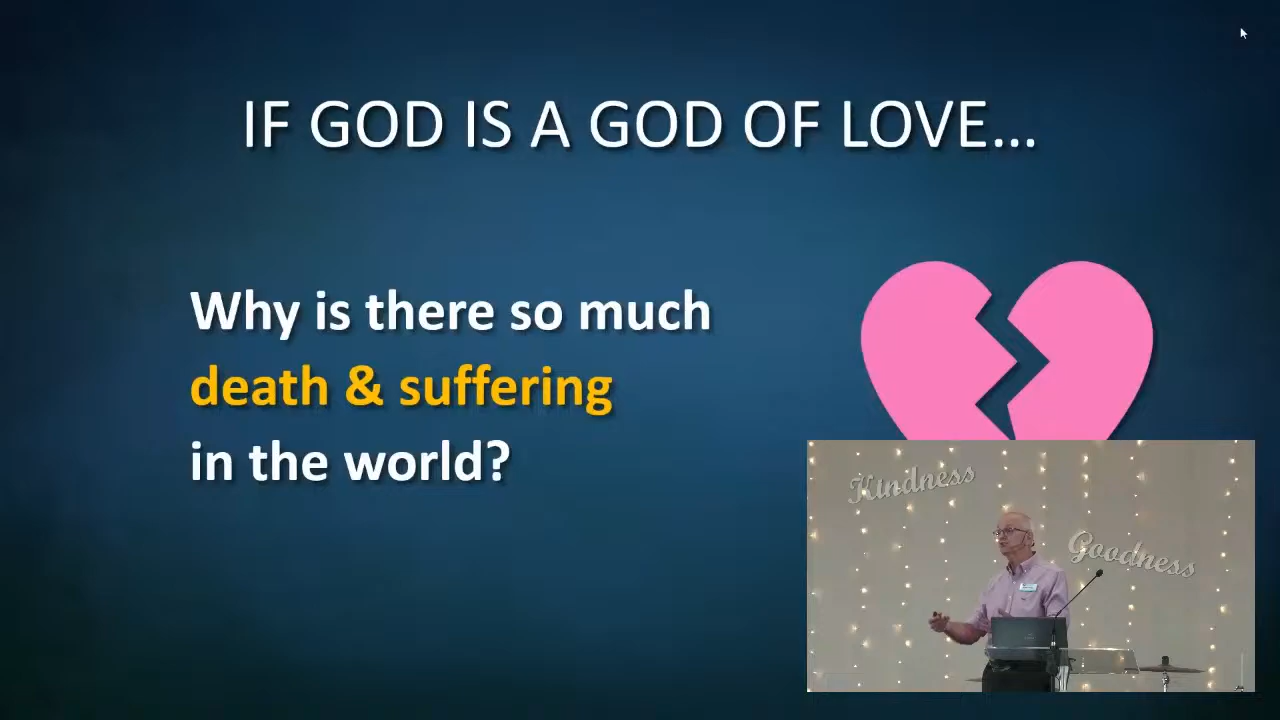 IF GOD IS A GOD OF LOVE...
Why is there so much
death & suffering
in the world?
Kindness
Goodness